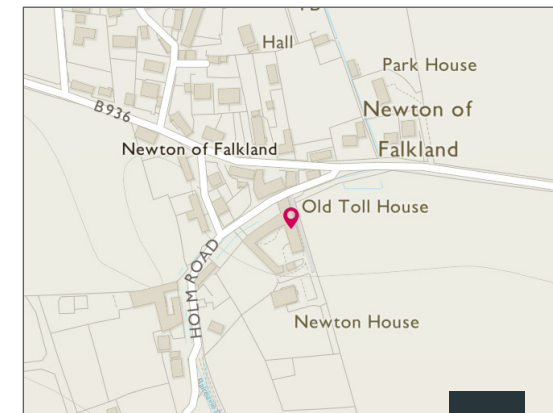 Hall
Park House
B936
Newton of
Newton of Falkland
Falkland
Old Toll House
HOLM ROAD
Newton House